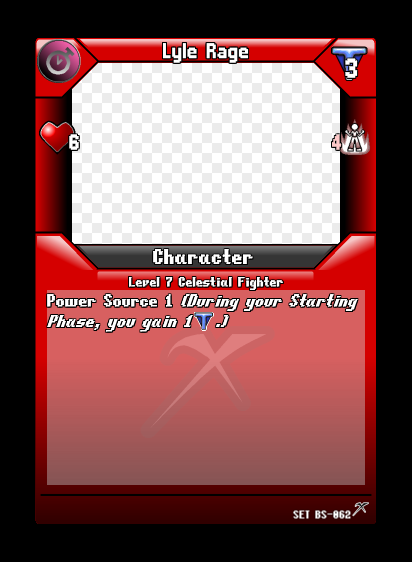 Lyle Rage
3
6
4
Character
Level 7 Celestial Fighter
Power Source 1 (During your Starting
Phase, you gain 1 .)
SET BS-062